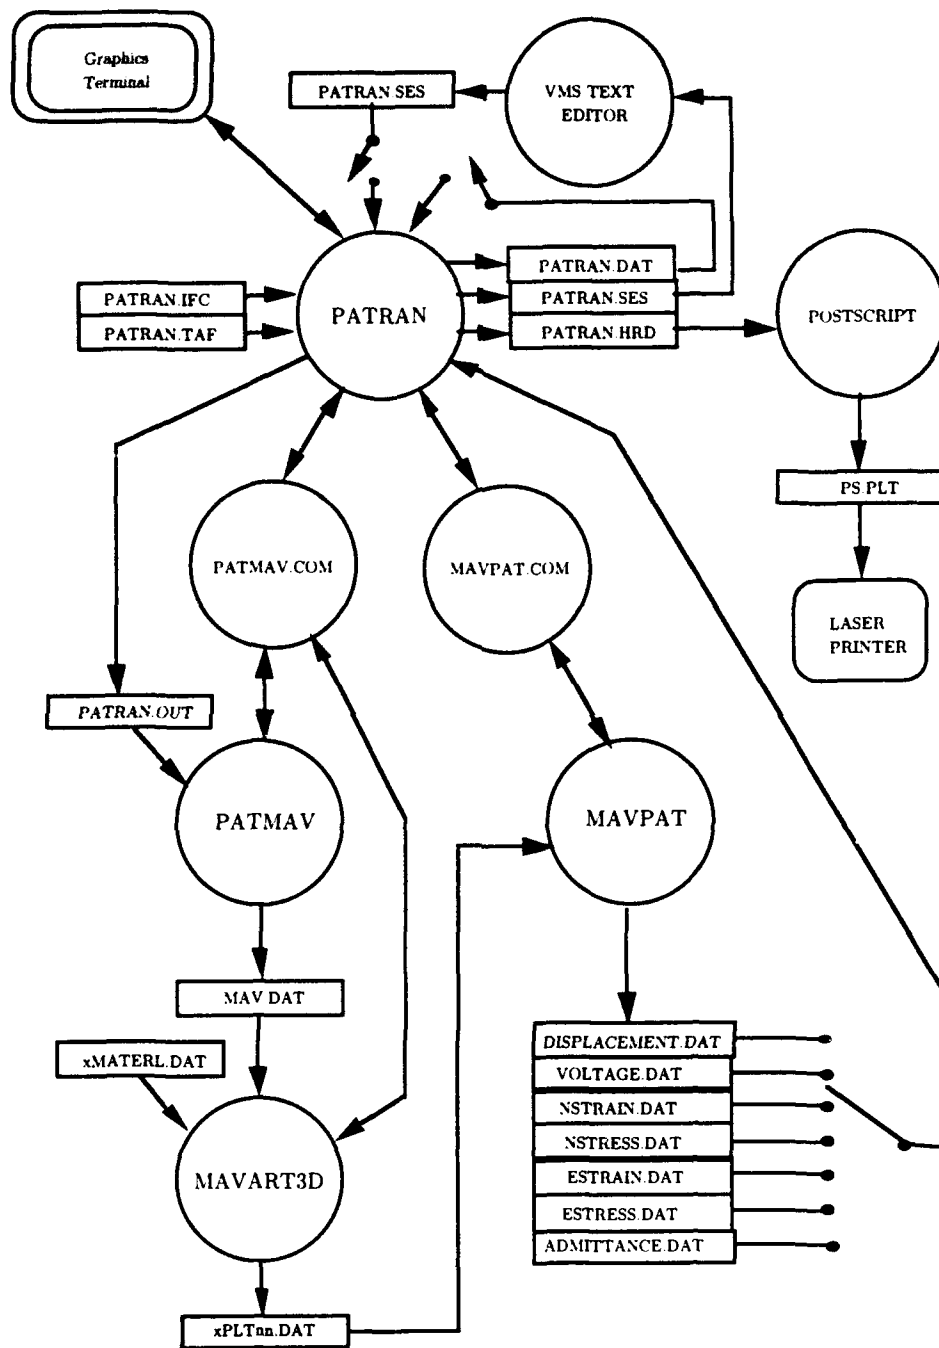 Graphics
Terminal
PATRAN.SES
VMS TEXT
EDITOR
PATRAN.IFC
PATRAN.TAF
PATRAN
PATRAN.DAT
PATRAN.SES
PATRAN.HRD
POSTSCRIPT
PS.PLT
LASER
PRINTER
PATMAV.COM
MAVPAT.COM
PATRAN.OUT
PATMAV
MAVPAT
MAV.DAT
xMATERL.DAT
MAVART3D
xPLTnn.DAT
DISPLACEMENT.DAT
VOLTAGE.DAT
NSTRAIN.DAT
NSTRESS.DAT
ESTRAIN.DAT
ESTRESS.DAT
ADMITTANCE.DAT